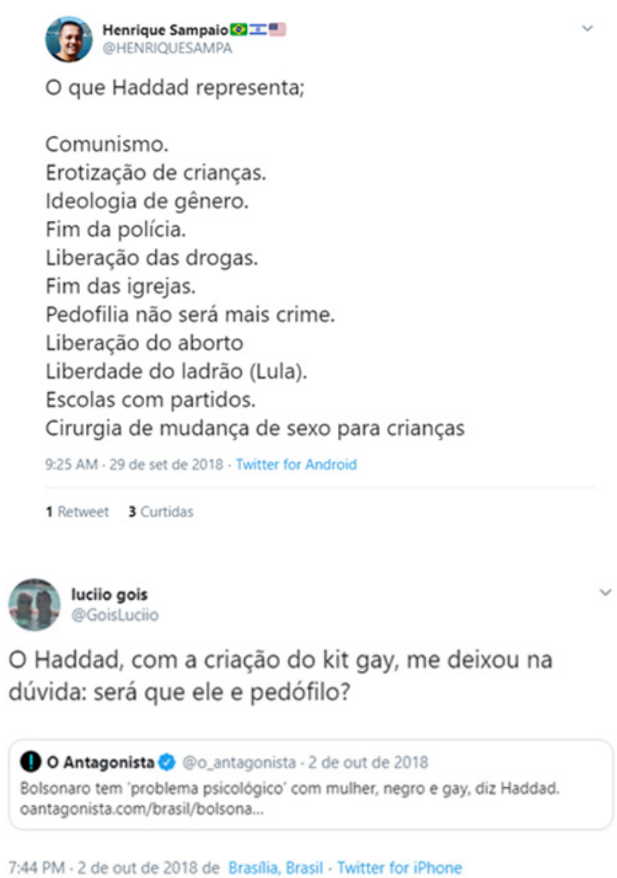 Henrique Sampaio🇧🇷🇮🇱🇺🇸
@HENRIQUESAMPA
O que Haddad representa;
Comunismo.
Erotização de crianças.
Ideologia de gênero.
Fim da polícia.
Liberação das drogas.
Fim das igrejas.
Pedofilia não será mais crime.
Liberação do aborto
Liberdade do ladrão (Lula).
Escolas com partidos.
Cirurgia de mudança de sexo para crianças
9:25 AM · 29 de set de 2018 · Twitter for Android
1 Retweet 3 Curtidas
luciio gois
@GoisLuciio
O Haddad, com a criação do kit gay, me deixou na
dúvida: será que ele e pedófilo?
O Antagonista @o_antagonista · 2 de out de 2018
Bolsonaro tem 'problema psicológico' com mulher, negro e gay, diz Haddad.
oantagonista.com/brasil/bolsona...
7:44 PM · 2 de out de 2018 de Brasília, Brasil · Twitter for iPhone